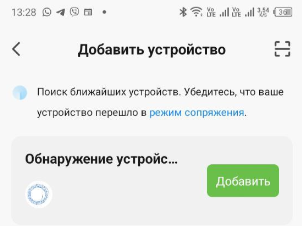 13:28
Добавить устройство
Поиск ближайших устройств. Убедитесь, что ваше
устройство перешло в режим сопряжения.
Обнаружение устройс...
Добавить